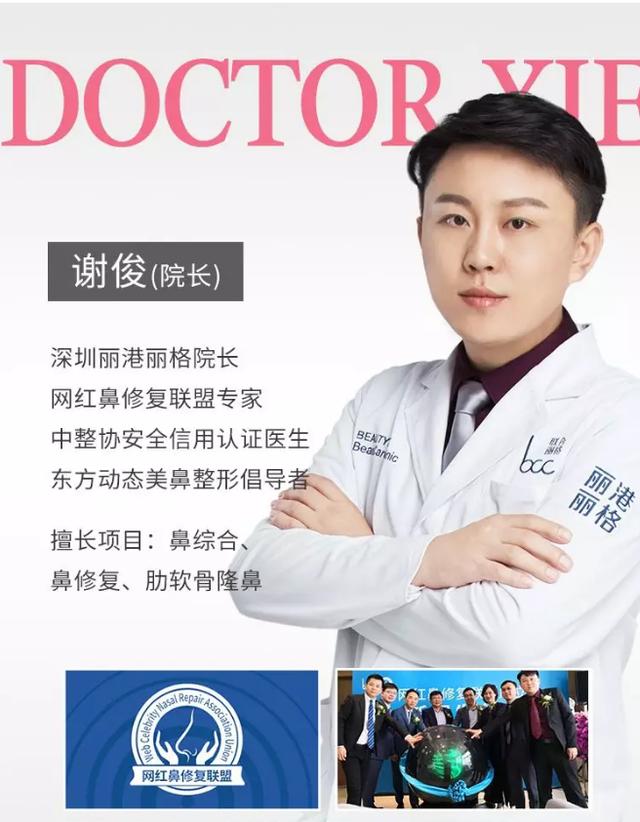 DOCTOR XIE
谢俊(院长)
深圳丽港丽格院长
网红鼻修复联盟专家
中整协安全信用认证医生
东方动态美鼻整形倡导者
擅长项目：鼻综合、
鼻修复、肋软骨隆鼻
BEAUTY
bcc
丽格
丽港
丽格
Web Celebrity Nasal Repair Association Union
网红鼻修复联盟
网红鼻修复联